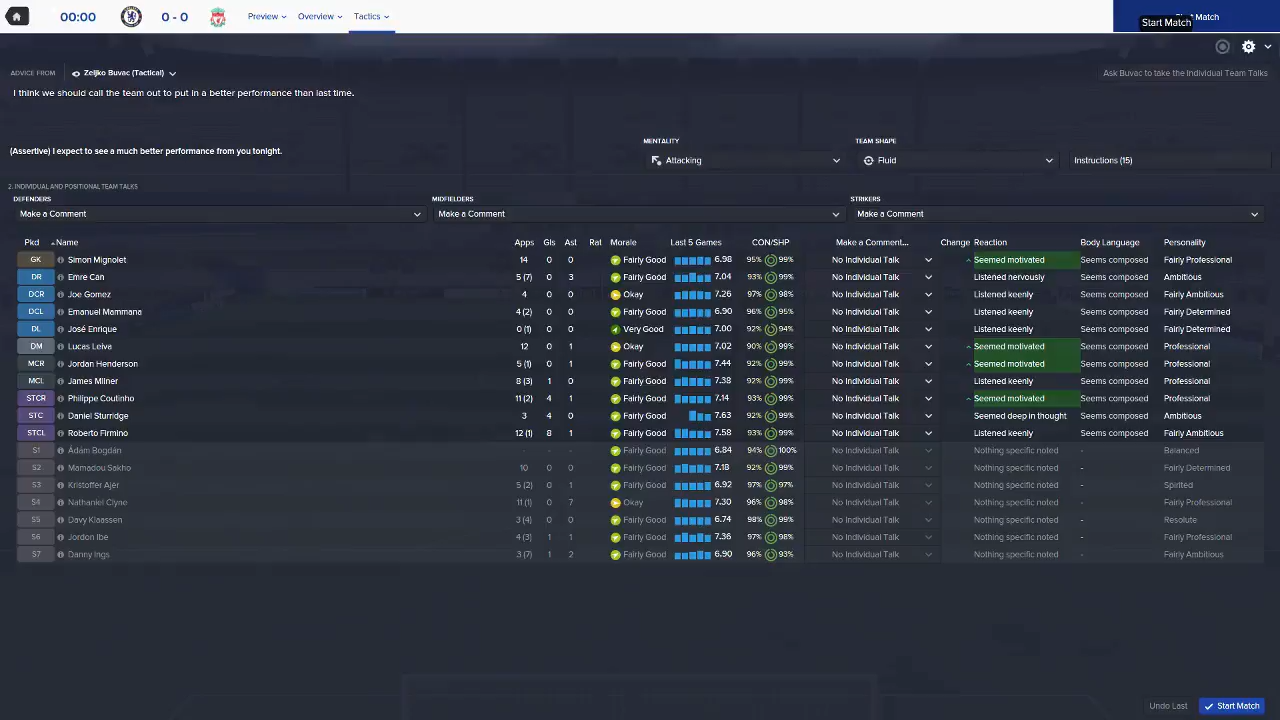 00:00 0 - 0 Preview Overview Tactics Start Match
Start Match
ADVICE FROM Zeljko Buvac (Tactical) Ask Buvac to take the Individual Team Talks
I think we should call the team out to put in a better performance than last time.
MENTALITY TEAM SHAPE
(Assertive) I expect to see a much better performance from you tonight.
Attacking Fluid Instructions (15)
2. INDIVIDUAL AND POSITIONAL TEAM TALKS
DEFENDERS MIDFIELDERS STRIKERS
Make a Comment Make a Comment Make a Comment
Pkd Name Apps Gls Ast Rat Morale Last 5 Games CON/SHP Make a Comment... Change Reaction Body Language Personality
GK Simon Mignolet 14 0 0 Fairly Good 6.98 95% 99% No Individual Talk Seemed motivated Seems composed Fairly Professional
DR Emre Can 5 (7) 0 3 Fairly Good 7.04 93% 99% No Individual Talk Listened nervously Seems composed Ambitious
DCR Joe Gomez 4 0 0 Okay 7.26 97% 98% No Individual Talk Listened keenly Seems composed Fairly Ambitious
DCL Emanuel Mammana 4 (2) 0 0 Fairly Good 6.90 96% 95% No Individual Talk Listened keenly Seems composed Fairly Determined
DL José Enrique 0 (1) 0 0 Very Good 7.00 92% 94% No Individual Talk Listened keenly Seems composed Fairly Determined
DM Lucas Leiva 12 0 1 Okay 7.02 90% 99% No Individual Talk Seemed motivated Seems composed Professional
MCR Jordan Henderson 5 (1) 0 1 Fairly Good 7.44 92% 99% No Individual Talk Seemed motivated Seems composed Professional
MCL James Milner 8 (3) 1 0 Fairly Good 7.38 92% 99% No Individual Talk Listened keenly Seems composed Professional
STCR Philippe Coutinho 11 (2) 4 1 Fairly Good 7.14 93% 99% No Individual Talk Seemed motivated Seems composed Professional
STC Daniel Sturridge 3 4 0 Fairly Good 7.63 92% 99% No Individual Talk Seemed deep in thought Seems composed Ambitious
STCL Roberto Firmino 12 (1) 8 1 Fairly Good 7.58 93% 99% No Individual Talk Listened keenly Seems composed Fairly Ambitious
S1 Ádám Bogdán - - - Fairly Good 6.84 94% 100% No Individual Talk Nothing specific noted - Balanced
S2 Mamadou Sakho 10 0 0 Fairly Good 7.18 92% 99% No Individual Talk Nothing specific noted - Fairly Determined
S3 Kristoffer Ajer 5 (2) 0 1 Fairly Good 6.92 97% 97% No Individual Talk Nothing specific noted - Spirited
S4 Nathaniel Clyne 11 (1) 0 7 Okay 7.30 96% 98% No Individual Talk Nothing specific noted - Fairly Professional
S5 Davy Klaassen 3 (4) 0 0 Fairly Good 6.74 98% 99% No Individual Talk Nothing specific noted - Resolute
S6 Jordon Ibe 4 (3) 1 1 Fairly Good 7.36 97% 98% No Individual Talk Nothing specific noted - Fairly Professional
S7 Danny Ings 3 (7) 1 2 Fairly Good 6.90 96% 93% No Individual Talk Nothing specific noted - Fairly Ambitious
Undo Last Start Match